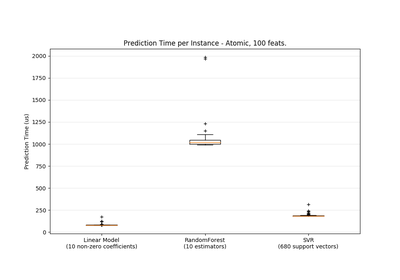 Prediction Time per Instance - Atomic, 100 feats.
Prediction Time (us)
2000
1750
1500
1250
1000
750
500
250
0
Linear Model
(10 non-zero coefficients)
RandomForest
(10 estimators)
SVR
(680 support vectors)